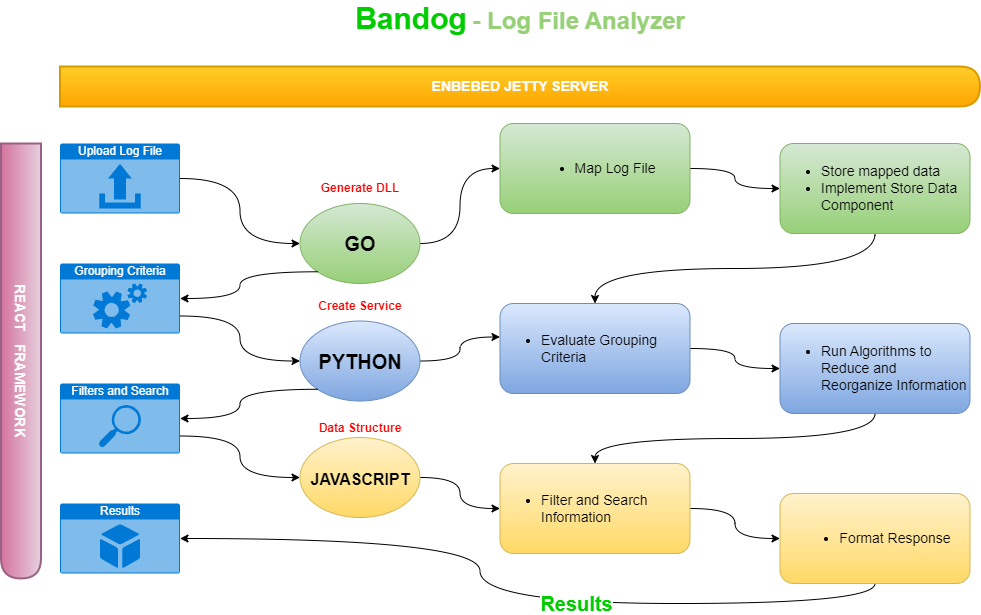 Bandog - Log File Analyzer
ENBEBED JETTY SERVER
REACT FRAMEWORK
Upload Log File
Generate DLL
GO
• Map Log File
• Store mapped data
• Implement Store Data
Component
Grouping Criteria
Create Service
PYTHON
• Evaluate Grouping
Criteria
• Run Algorithms to
Reduce and
Reorganize Information
Filters and Search
Data Structure
JAVASCRIPT
• Filter and Search
Information
• Format Response
Results
Results